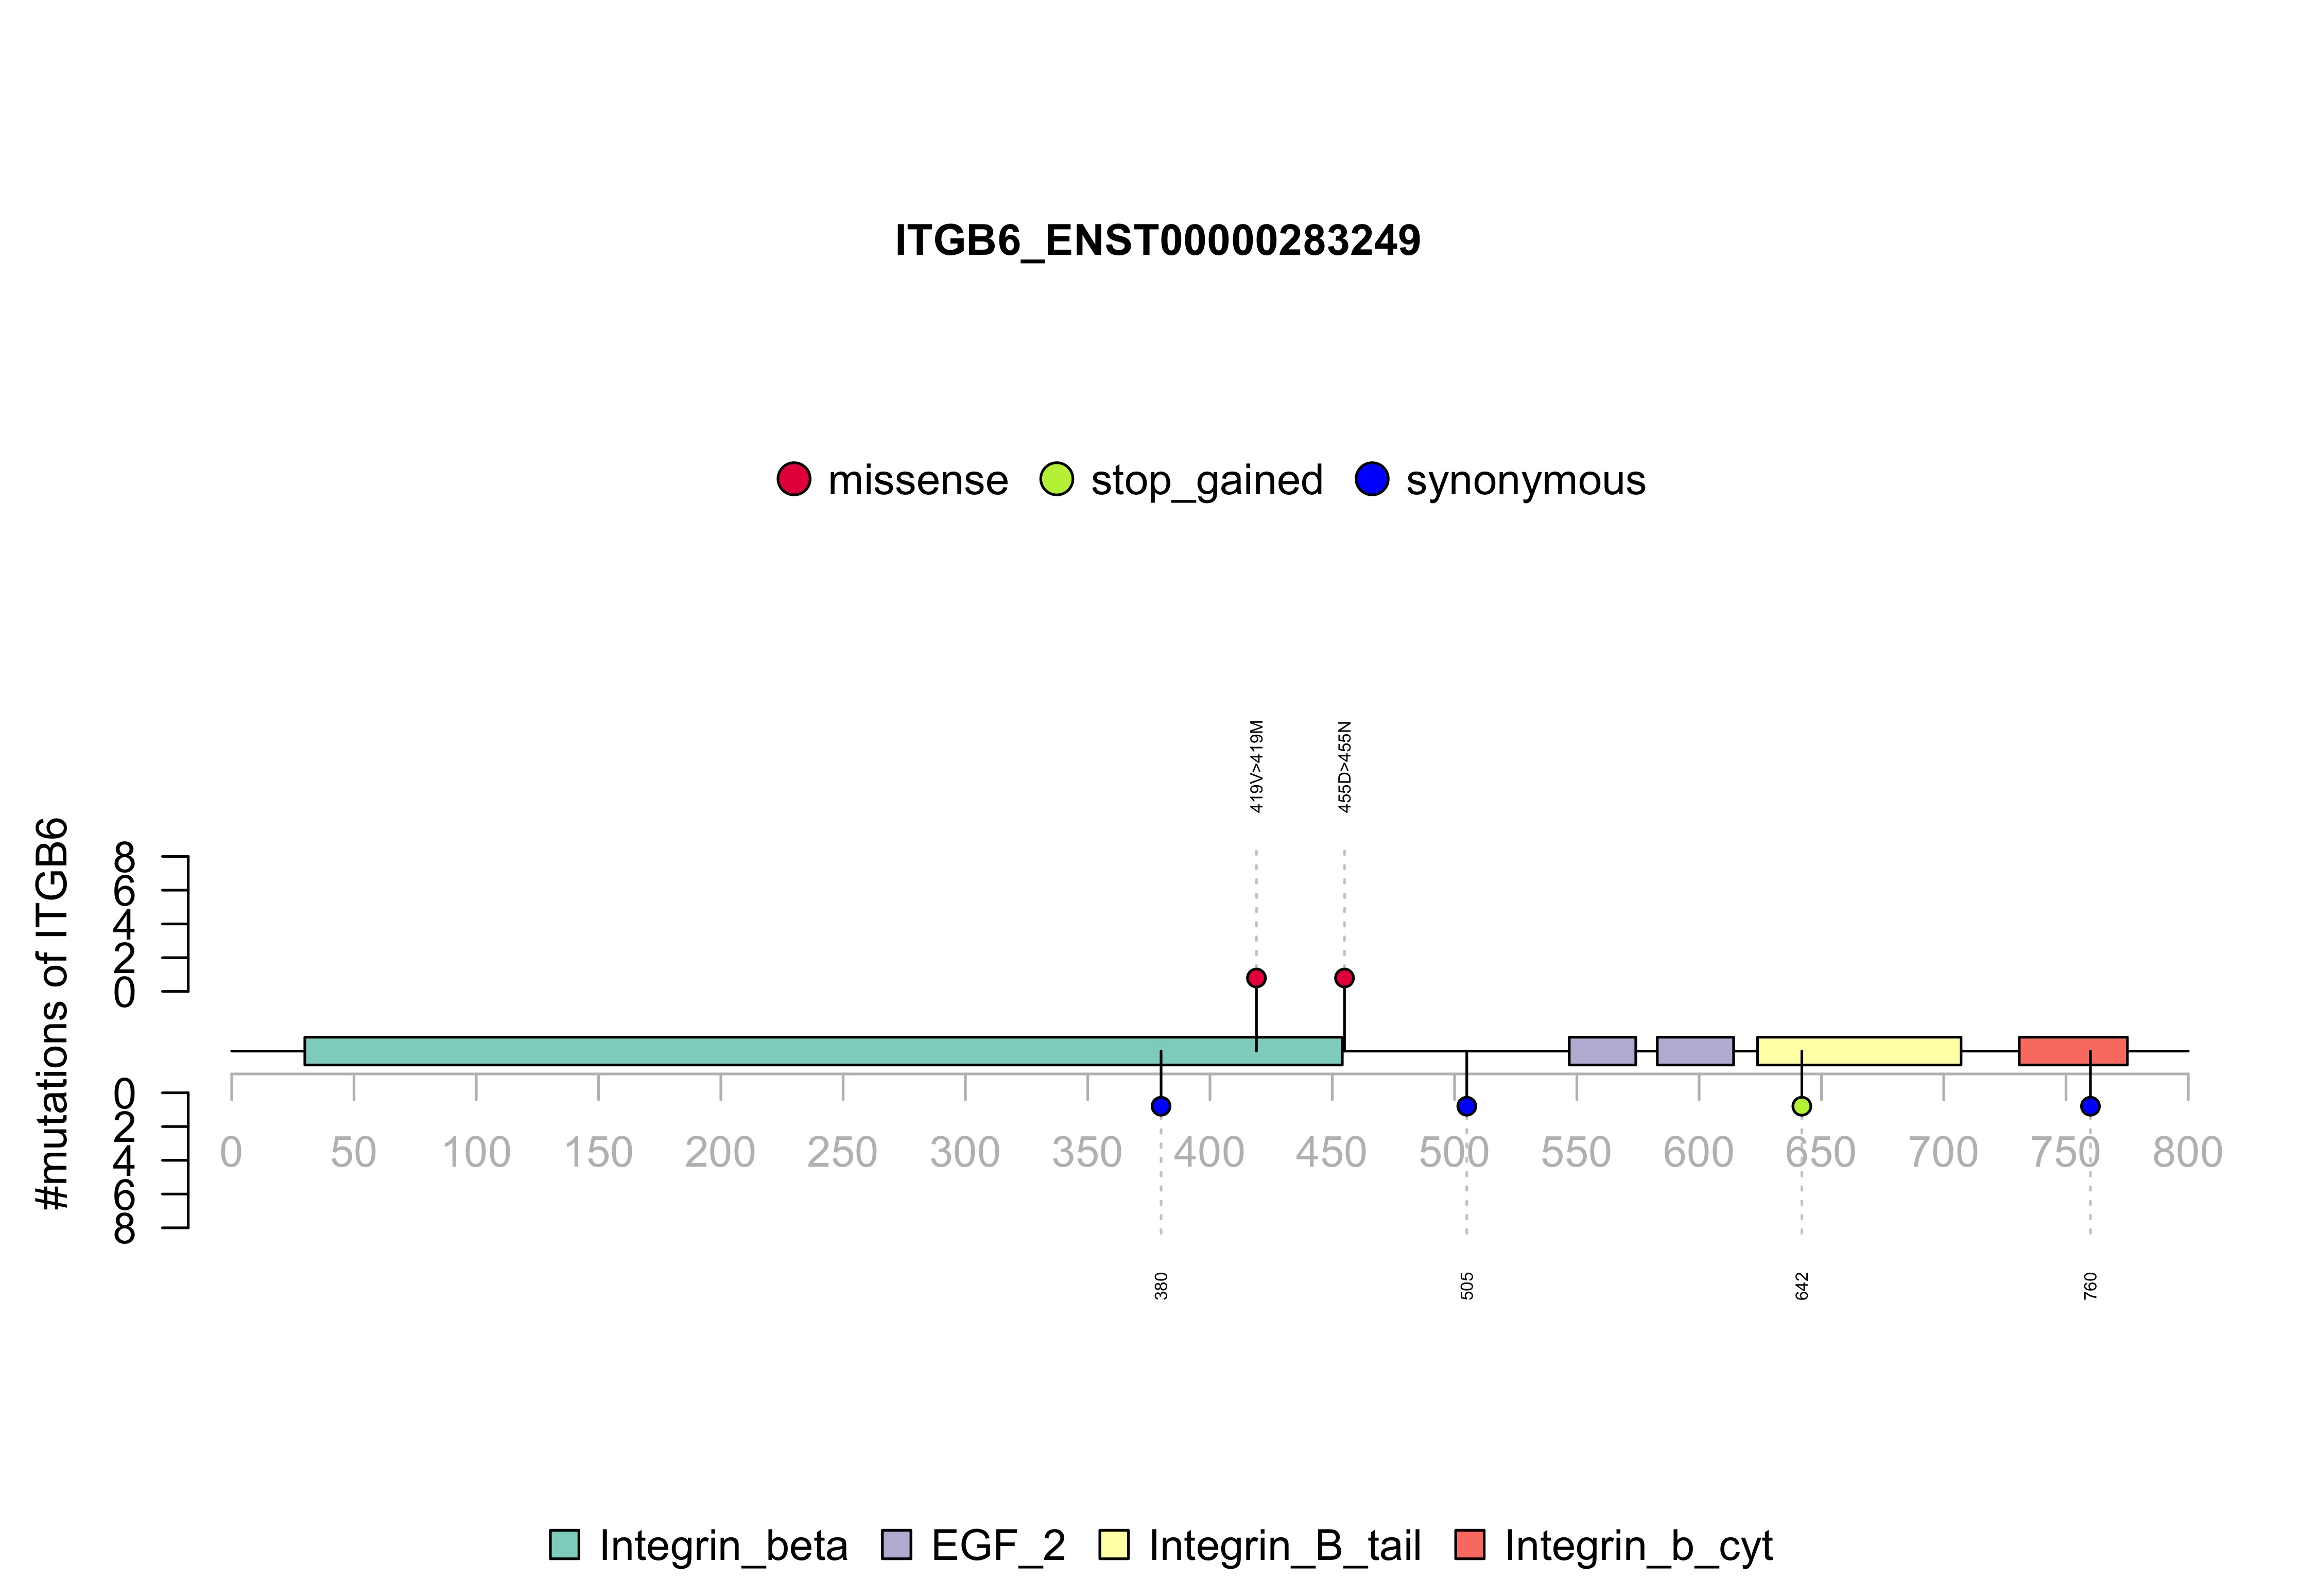 ITGB6_ENST00000283249
missense stop_gained synonymous
419V>419M 455D>455N
#mutations of ITGB6
8
6
4
2
0
0
2
4
6
8
0 50 100 150 200 250 300 350 400 450 500 550 600 650 700 750 800
380 505 642 760
Integrin_beta EGF_2 Integrin_B_tail Integrin_b_cyt